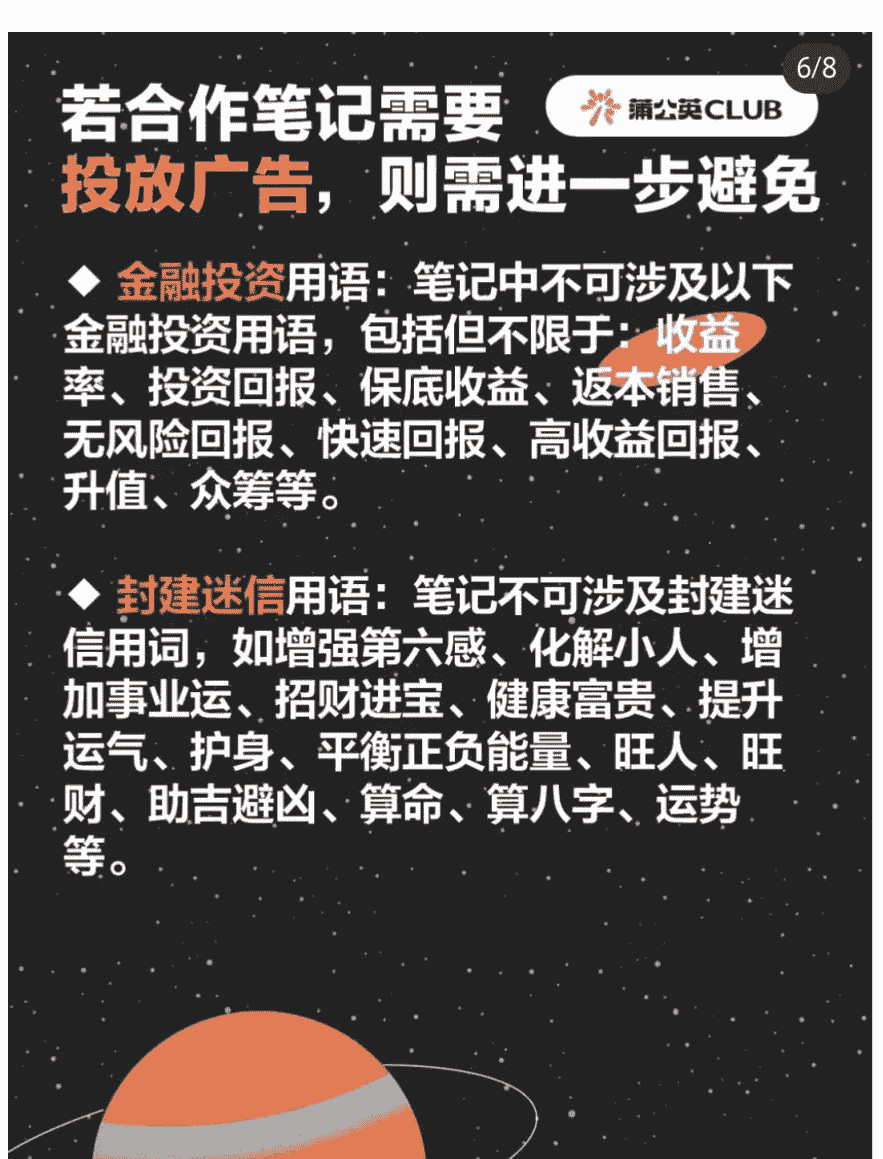 6/8
若合作笔记需要
蒲公英CLUB
投放广告，则需进一步避免
◆ 金融投资用语：笔记中不可涉及以下
金融投资用语，包括但不限于：收益
率、投资回报、保底收益、返本销售、
无风险回报、快速回报、高收益回报、
升值、众筹等。
◆ 封建迷信用语：笔记不可涉及封建迷
信用词，如增强第六感、化解小人、增
加事业运、招财进宝、健康富贵、提升
运气、护身、平衡正负能量、旺人、旺
财、助吉避凶、算命、算八字、运势
等。